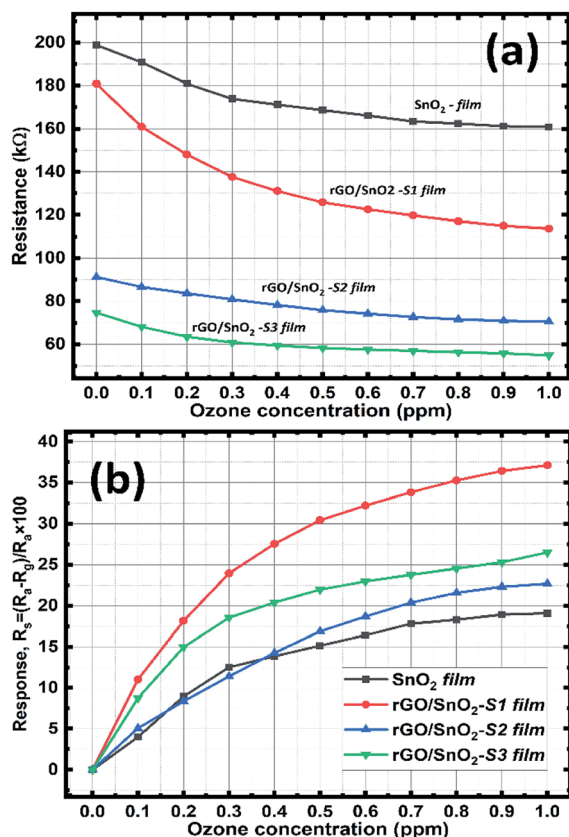 (a)
200
180
160
140
120
100
80
60
Resistance (kΩ)
SnO₂ - film
rGO/SnO2 -S1 film
rGO/SnO₂ -S2 film
rGO/SnO₂ -S3 film
0.0 0.1 0.2 0.3 0.4 0.5 0.6 0.7 0.8 0.9 1.0
Ozone concentration (ppm)
(b)
40
35
30
25
20
15
10
5
0
Response, Rₛ=(Rₐ-R_g)/Rₐ×100
SnO₂ film
rGO/SnO₂-S1 film
rGO/SnO₂-S2 film
rGO/SnO₂-S3 film
0.0 0.1 0.2 0.3 0.4 0.5 0.6 0.7 0.8 0.9 1.0
Ozone concentration (ppm)